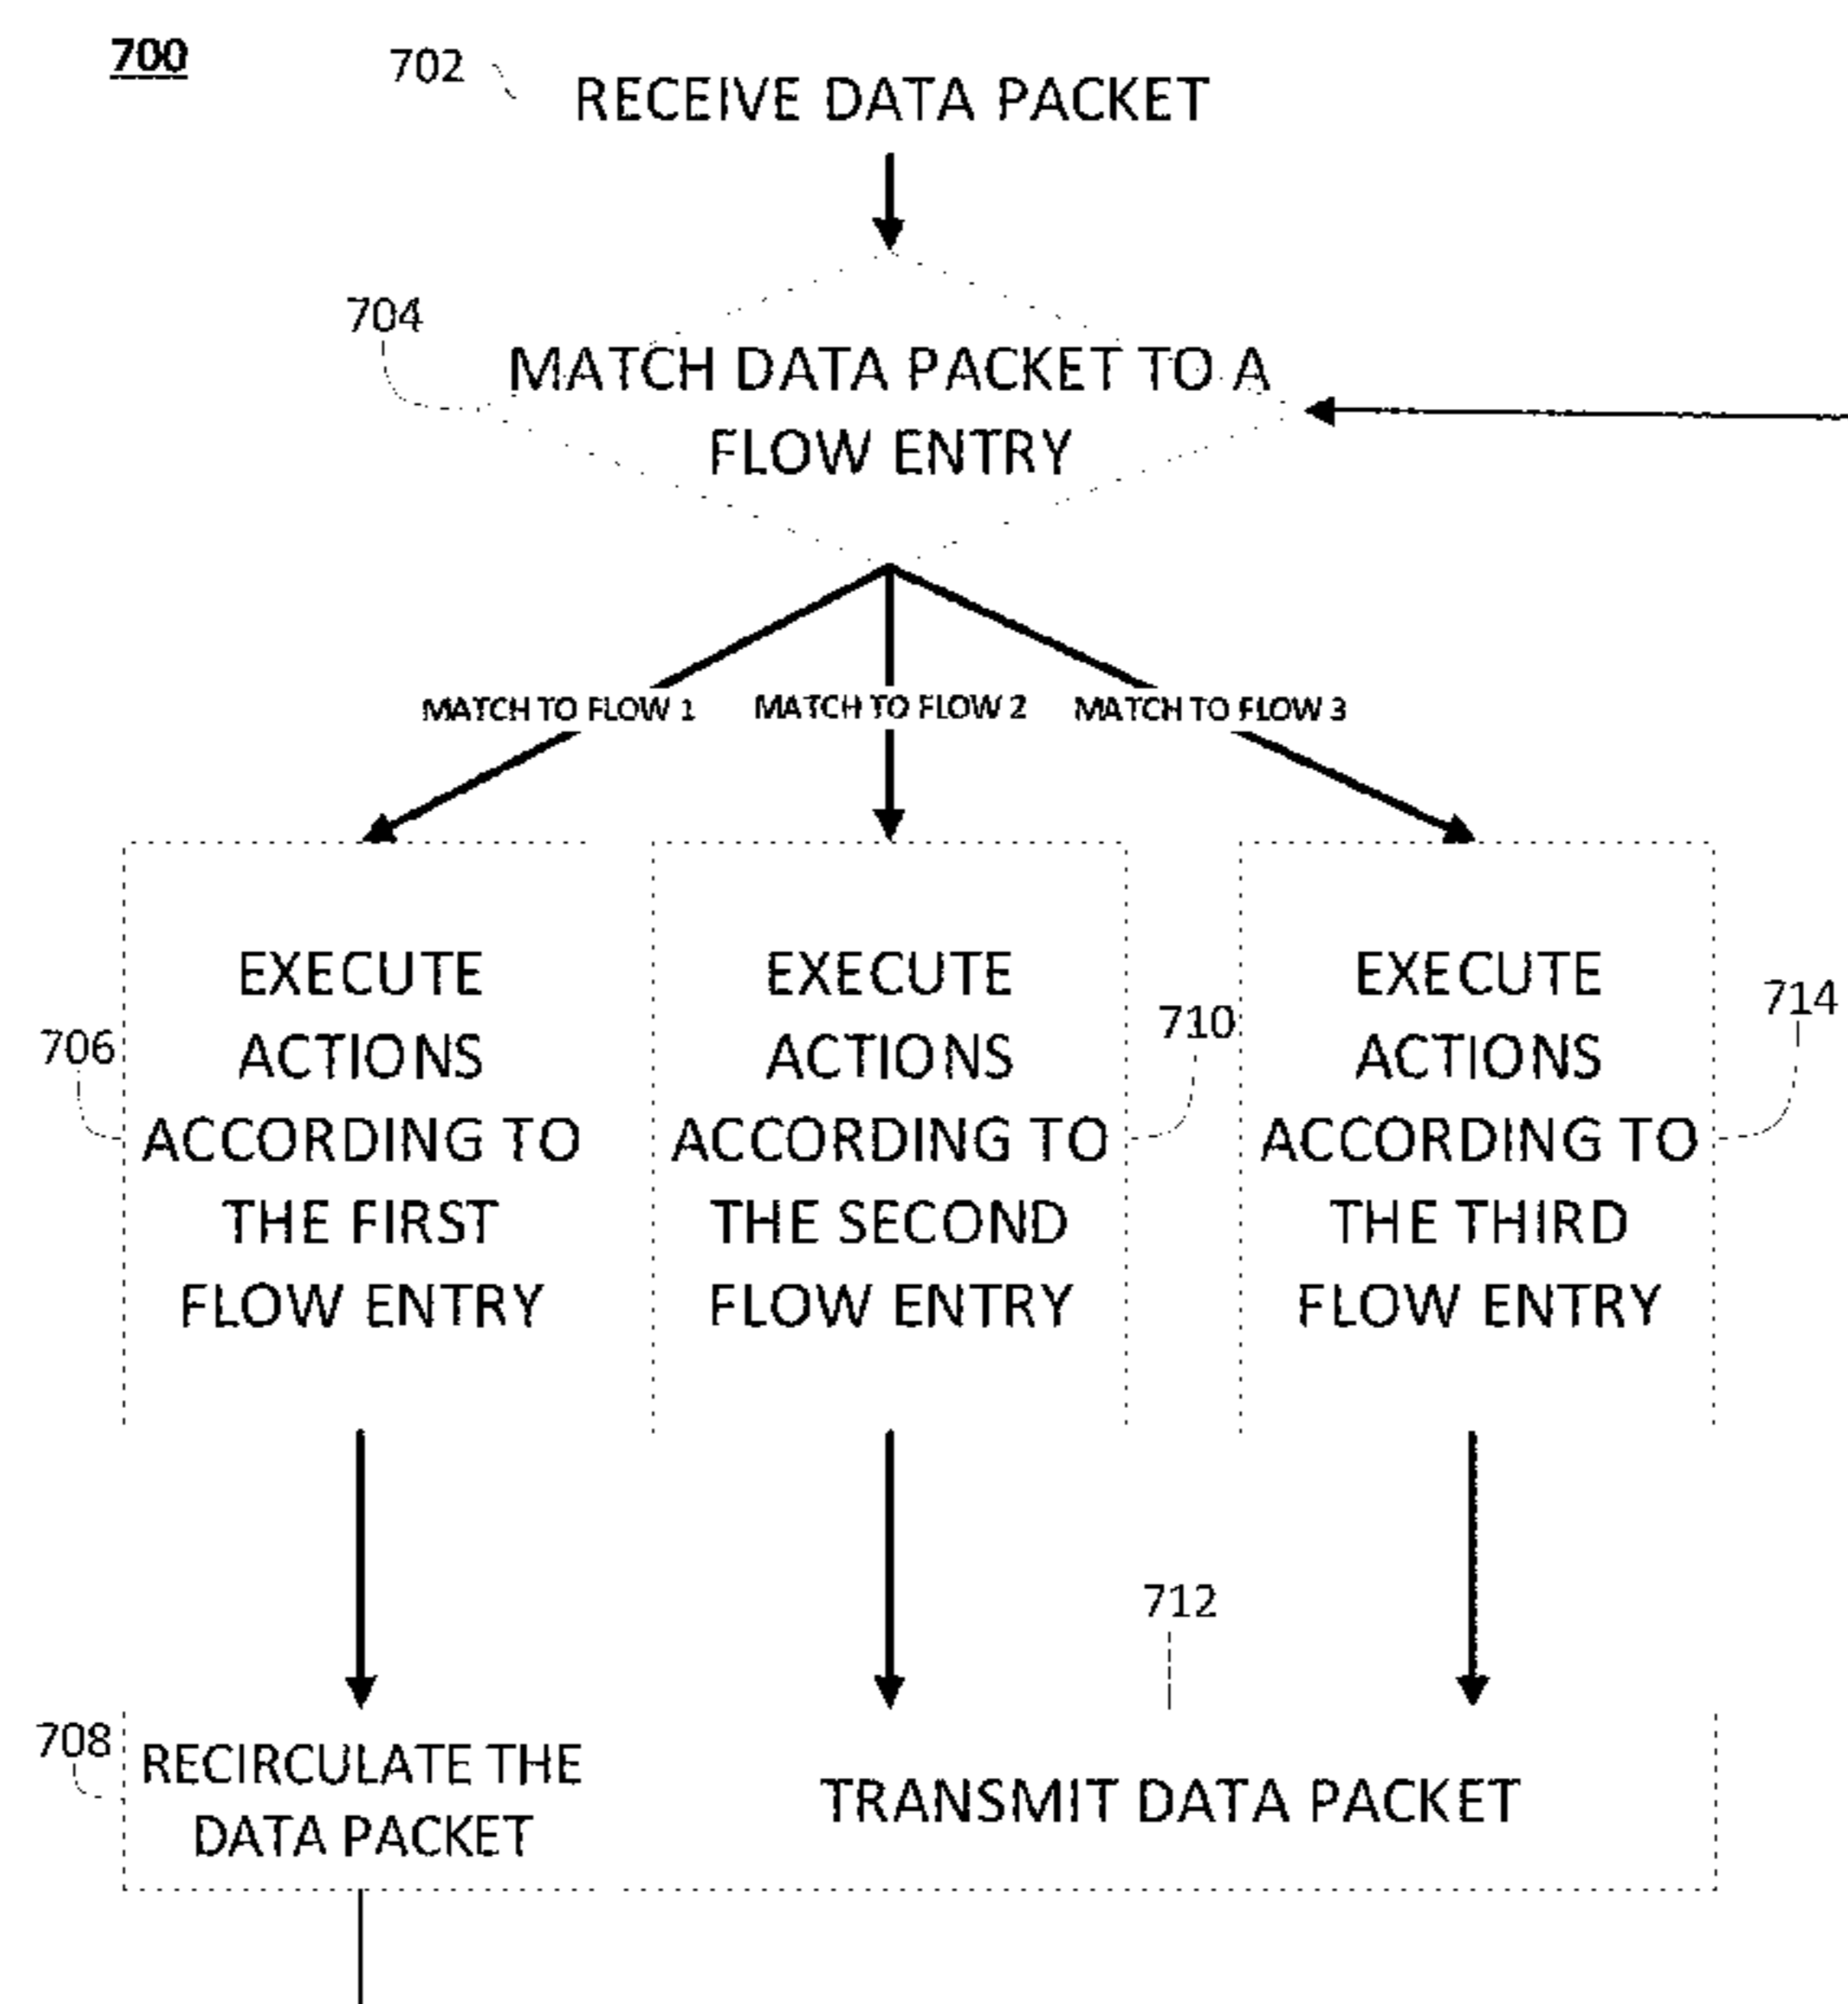 700
702
RECEIVE DATA PACKET
704
MATCH DATA PACKET TO A
FLOW ENTRY
MATCH TO FLOW 1
MATCH TO FLOW 2
MATCH TO FLOW 3
706
EXECUTE
ACTIONS
ACCORDING TO
THE FIRST
FLOW ENTRY
710
EXECUTE
ACTIONS
ACCORDING TO
THE SECOND
FLOW ENTRY
714
EXECUTE
ACTIONS
ACCORDING TO
THE THIRD
FLOW ENTRY
708
RECIRCULATE THE
DATA PACKET
712
TRANSMIT DATA PACKET